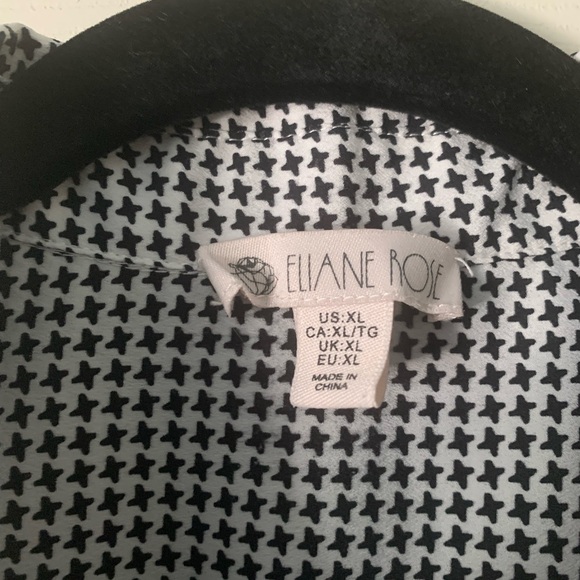 ELIANE ROSE
US:XL
CA:XL/TG
UK:XL
EU:XL
MADE IN
CHINA